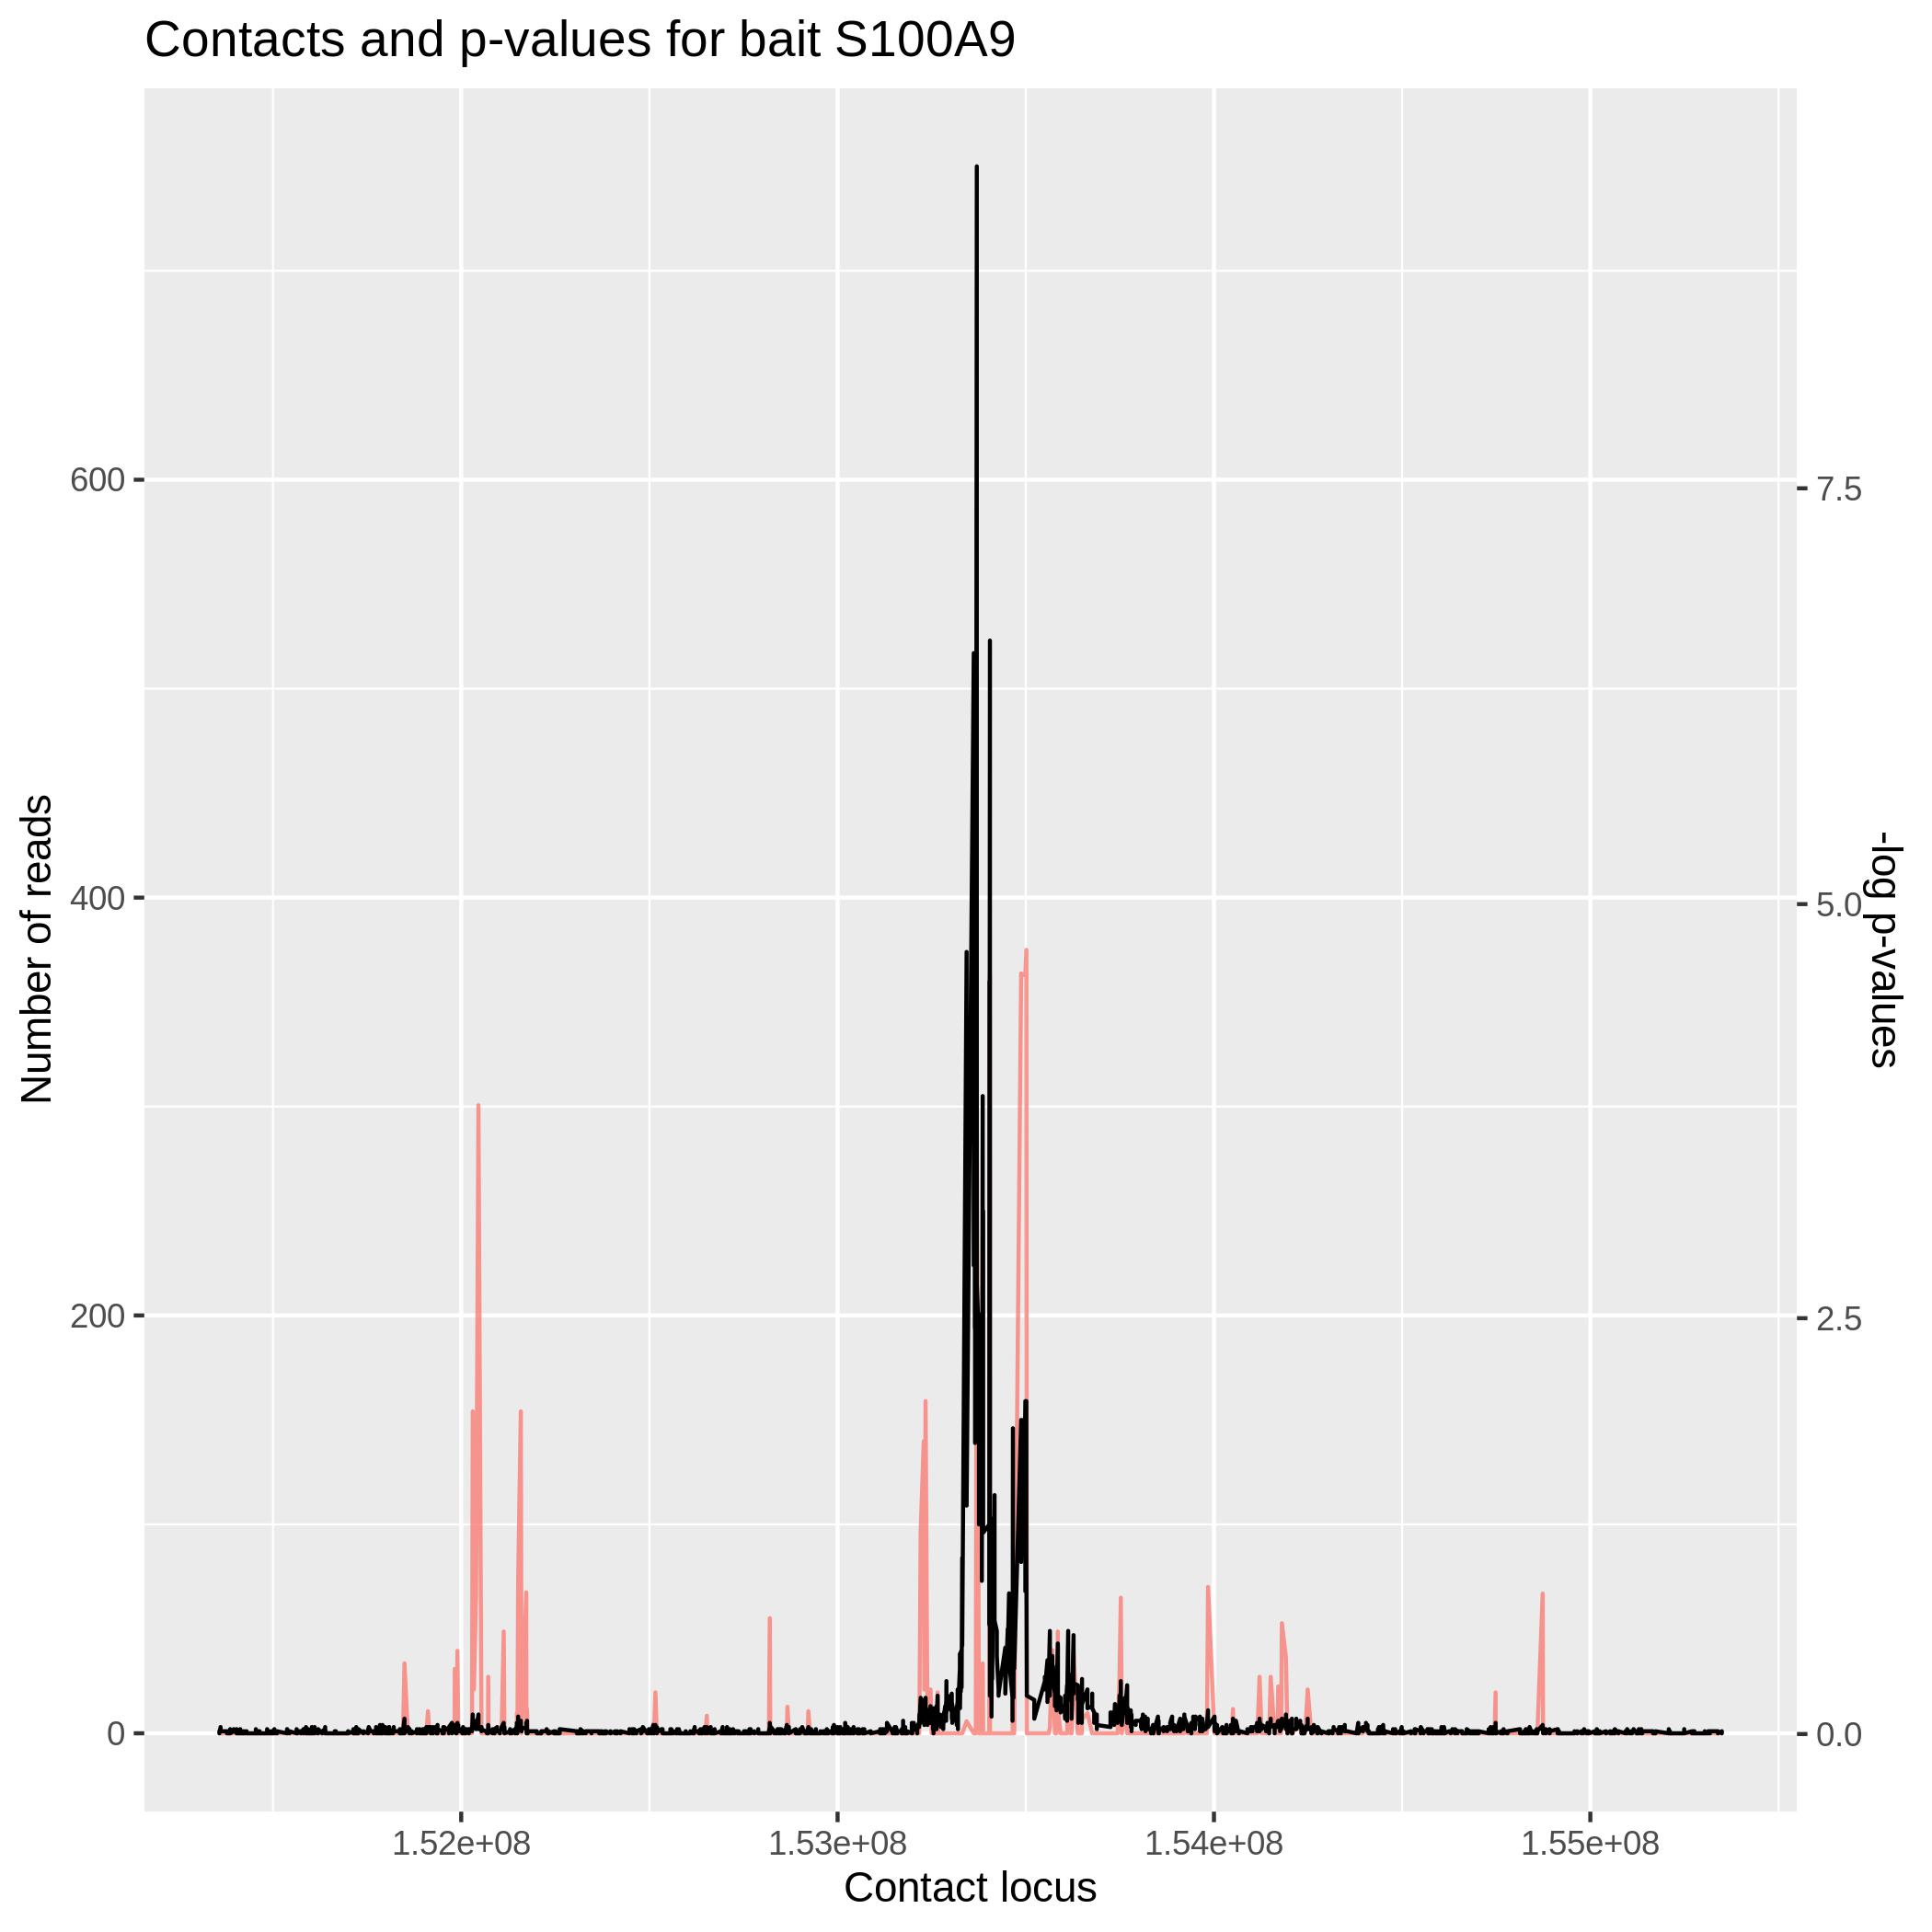 Contacts and p-values for bait S100A9
Number of reads
600
400
200
0
7.5
5.0
2.5
0.0
-log p-values
1.52e+08
1.53e+08
1.54e+08
1.55e+08
Contact locus